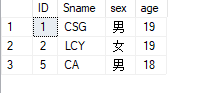 ID Sname sex age
1 1 CSG 男 19
2 2 LCY 女 19
3 5 CA 男 18